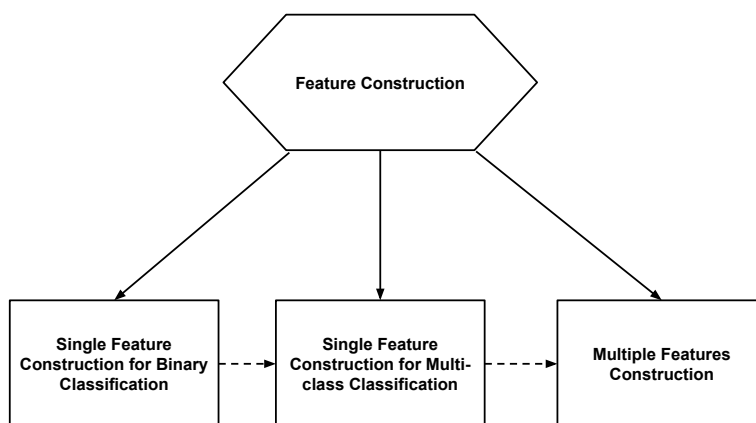 Feature Construction
Single Feature
Construction for Binary
Classification
Single Feature
Construction for Multi-
class Classification
Multiple Features
Construction